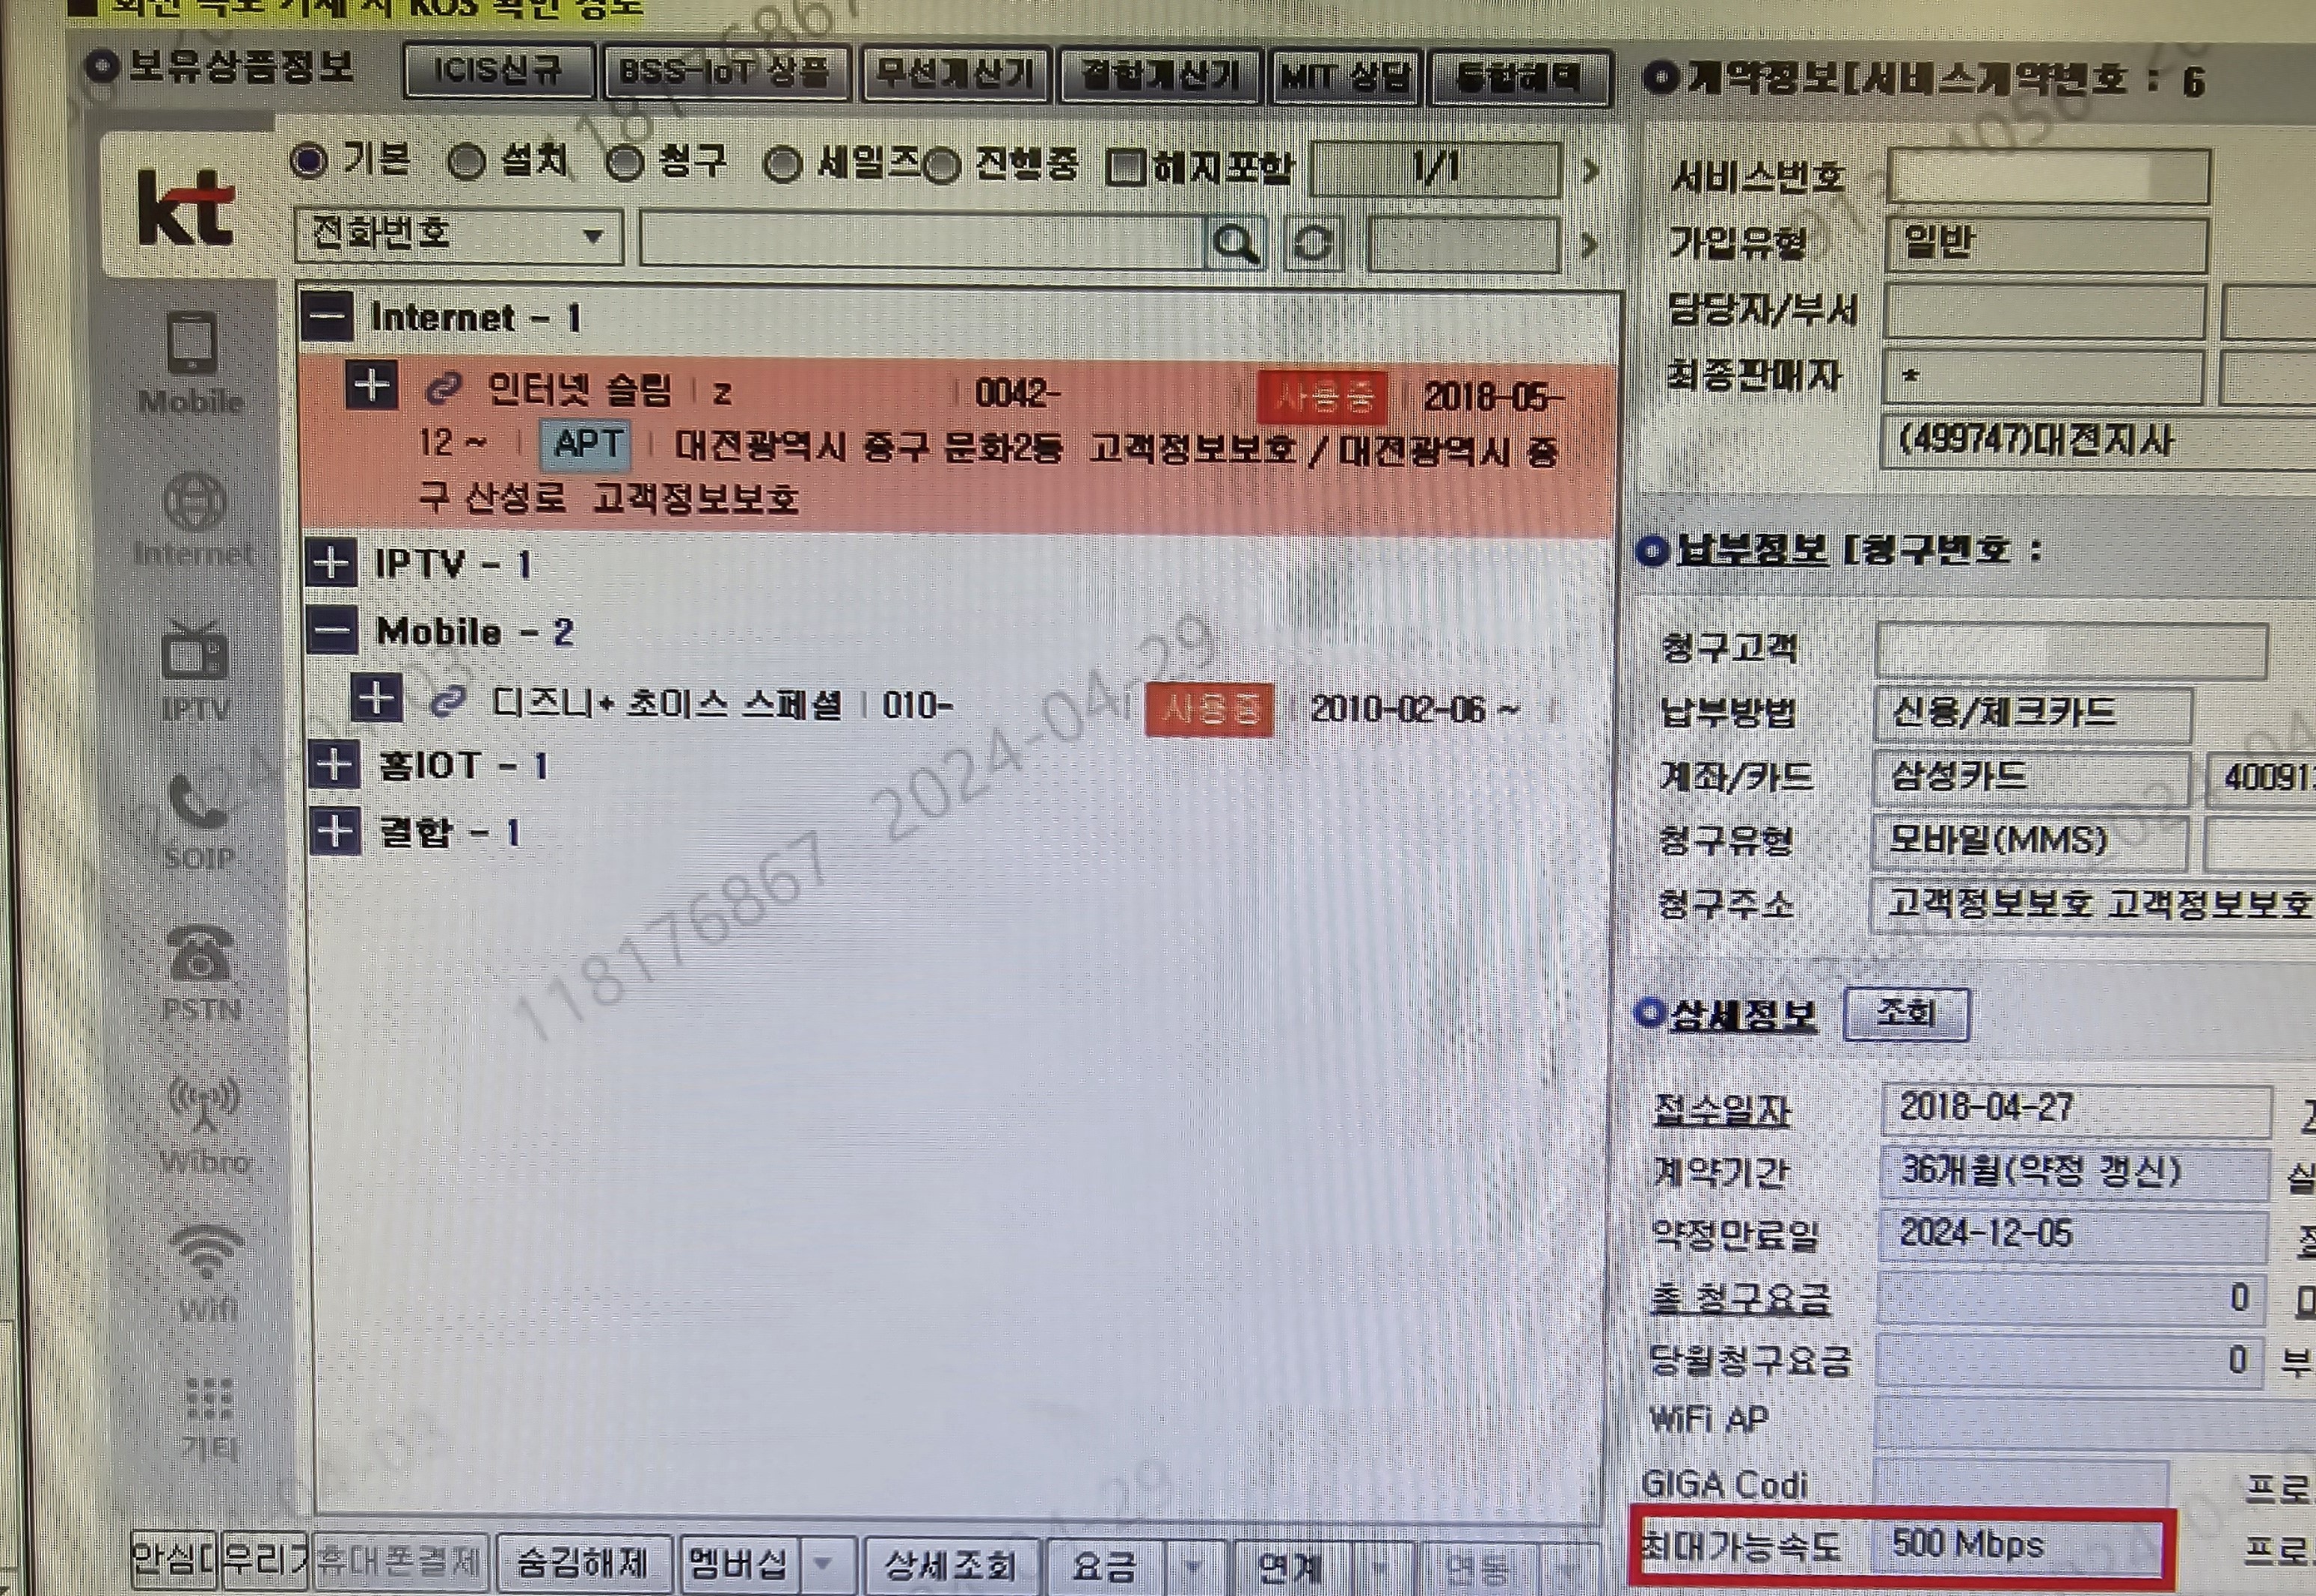 보유상품정보 ICIS신규 BSS-IoT 상품 무선계산기 결합계산기 MIT 상담 통합혜택
kt
기본 설치 청구 세일즈 진행중 해지포함 1/1
전화번호
Internet - 1
인터넷 슬림 z 0042- 사용중 2018-05-
12 ~ APT 대전광역시 중구 문화2동 고객정보보호 / 대전광역시 중
구 산성로 고객정보보호
IPTV - 1
Mobile - 2
디즈니+ 초이스 스페셜 010- 사용중 2010-02-06 ~
홈IOT - 1
결합 - 1
Mobile
Internet
IPTV
SOIP
PSTN
Wibro
Wifi
기타
118176867 2024-04-29
숨김해제 멤버십 상세조회 요금 연계 연동
휴대폰결제
계약정보[서비스계약번호 : 6
서비스번호
가입유형 일반
담당자/부서
최종판매자 *
(499747)대전지사
납부정보 [청구번호 :
청구고객
납부방법 신용/체크카드
계좌/카드 삼성카드 40091
청구유형 모바일(MMS)
청구주소 고객정보보호 고객정보보호
상세정보 조회
접수일자 2018-04-27
계약기간 36개월(약정 갱신)
약정만료일 2024-12-05
총 청구요금 0
당월청구요금 0 부
WiFi AP
GIGA Codi 프로
최대가능속도 500 Mbps 프로